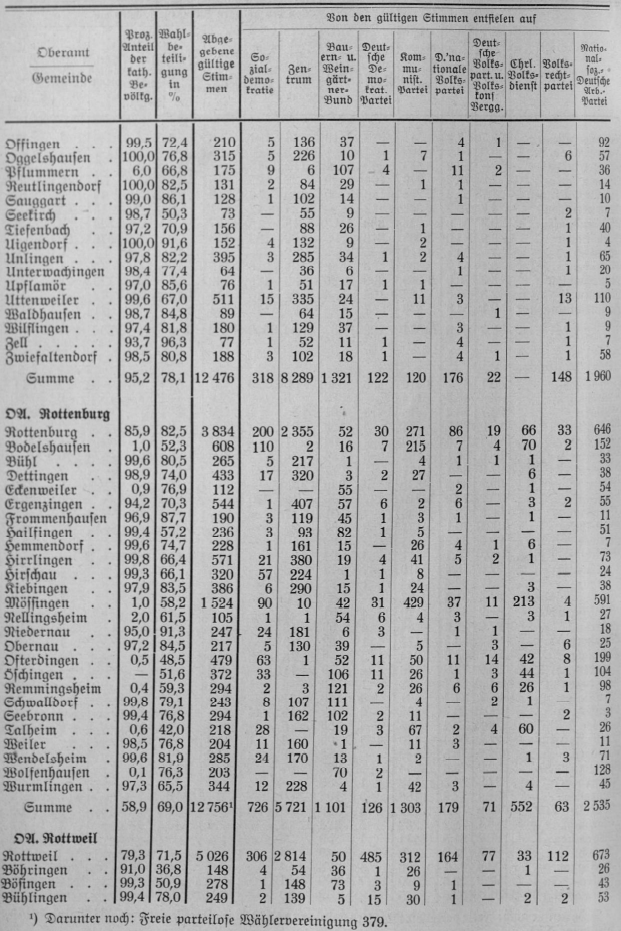 Oberamt
Gemeinde
Proz. Anteil der kath. Bevölkg.
Wahlbeteiligung in %
Abgegebene gültige Stimmen
Von den gültigen Stimmen entfielen auf
Sozialdemokratie
Zentrum
Bauern- u. Weingärtner-Bund
Deutsche Demokrat. Partei
Kommunist. Partei
D.'nationale Volkspartei
Deutsche Volkspart. u. Volkskons Vergg.
Chrl. Volksdienst
Volksrechtpartei
National-soz.= Deutsche Arb.-Partei
Offingen . . . 99,5 72,4 210 5 136 37 — — 4 1 — — 92
Oggelshausen . 100,0 76,8 315 5 226 10 1 7 1 — — 6 57
Pflummern . . 6,0 66,8 175 9 6 107 4 — 11 2 — — 36
Reutlingendorf 100,0 82,5 131 2 84 29 — 1 1 — — — 14
Sauggart . . . 99,0 86,1 128 1 102 14 — — 1 — — — 10
Seekirch . . . 98,7 50,3 73 — 55 9 — — — — — 2 7
Tiefenbach . . 97,2 70,9 156 — 88 26 — 1 — — — 1 40
Uigendorf . . 100,0 91,6 152 4 132 9 — 2 — — — 1 4
Unlingen . . . 97,8 82,2 395 3 285 34 1 2 4 — — 1 65
Unterwachingen 98,4 77,4 64 — 36 6 — — 1 — — 1 20
Upflamör . . 97,0 85,6 76 1 51 17 1 1 — — — — 5
Uttenweiler . . 99,6 67,0 511 15 335 24 — 11 3 — — 13 110
Waldhausen . . 98,7 84,8 89 — 64 15 — — — 1 — — 9
Wilflingen . . 97,4 81,8 180 1 129 37 — — 3 — — 1 9
Zell . . . . . 93,7 96,3 77 1 52 11 1 — 4 — — 1 7
Zwiefaltendorf . 98,5 80,8 188 3 102 18 1 — 4 1 — 1 58
Summe . . 95,2 78,1 12 476 318 8 289 1 321 122 120 176 22 — 148 1 960
OA. Rottenburg
Rottenburg . . 85,9 82,5 3 834 200 2 355 52 30 271 86 19 66 33 646
Bodelshausen . 1,0 52,3 608 110 2 16 7 215 7 4 70 2 152
Bühl . . . . 99,6 80,5 265 5 217 1 — 4 1 1 1 — 33
Dettingen . . 98,9 74,0 433 17 320 3 2 27 — — 6 — 38
Eckenweiler . . 0,9 76,9 112 — — 55 — — 2 — 1 — 54
Ergenzingen . . 94,2 70,3 544 1 407 57 6 2 6 — 3 2 55
Frommenhausen 96,9 87,7 190 3 119 45 1 3 1 — 1 — 11
Hailfingen . . 99,4 57,2 236 3 93 82 1 5 — — — — 51
Hemmendorf . . 99,6 74,7 228 1 161 15 — 26 4 1 6 — 7
Hirrlingen . . 99,8 66,4 571 21 380 19 4 41 5 2 1 — 73
Hirschau . . . 99,3 66,1 320 57 224 1 1 8 — — — — 24
Kiebingen . . 97,9 83,5 386 6 290 15 1 24 — — 3 — 38
Mössingen . . 1,0 58,2 1 524 90 10 42 31 429 37 11 213 4 591
Nellingsheim . 2,0 61,5 105 1 1 54 6 4 3 — 3 1 27
Niedernau . . 95,0 91,3 247 24 181 6 3 — 1 1 — — 18
Obernau . . . 97,2 84,5 217 5 130 39 — 5 — 3 — 6 25
Ofterdingen . . 0,5 48,5 479 63 1 52 11 50 11 14 42 8 199
Öschingen . . — 51,6 372 33 — 106 11 26 1 3 44 1 104
Remmingsheim 0,4 59,3 294 2 3 121 2 26 6 6 26 1 98
Schwalldorf . . 99,8 79,1 243 8 107 111 — 4 — 2 1 — 7
Seebronn . . . 99,4 76,8 294 1 162 102 2 11 — — — 2 3
Talheim . . . 0,6 42,0 218 28 — 19 3 67 2 4 60 — 26
Weiler . . . 98,5 76,8 204 11 160 1 — 11 3 — — — 11
Wendelsheim . 99,6 81,9 285 24 170 13 1 2 — — 1 3 71
Wolfenhausen . 0,1 76,3 203 — — 70 2 — — — — — 128
Wurmlingen . . 97,3 65,5 344 12 228 4 1 42 3 — 4 — 45
Summe . . 58,9 69,0 12 756¹ 726 5 721 1 101 126 1 303 179 71 552 63 2 535
OA. Rottweil
Rottweil . . . 79,3 71,5 5 026 306 2 814 50 485 312 164 77 33 112 673
Böhringen . . 91,0 36,8 148 4 54 36 1 26 — — 1 — 26
Bösingen . . . 99,3 50,9 278 1 148 73 3 9 1 — — — 43
Bühlingen . . 99,4 78,0 249 2 139 5 15 30 1 — 2 2 53
¹) Darunter noch: Freie parteilose Wählervereinigung 379.